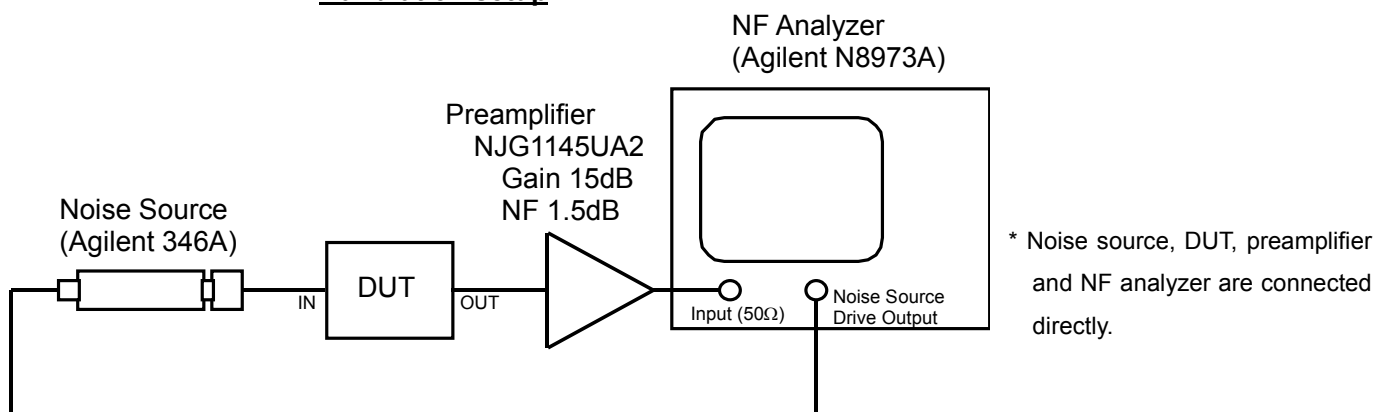 NF Analyzer
(Agilent N8973A)
Preamplifier
NJG1145UA2
Gain 15dB
NF 1.5dB
Noise Source
(Agilent 346A)
IN
DUT
OUT
Input (50Ω)
Noise Source
Drive Output
* Noise source, DUT, preamplifier
and NF analyzer are connected
directly.